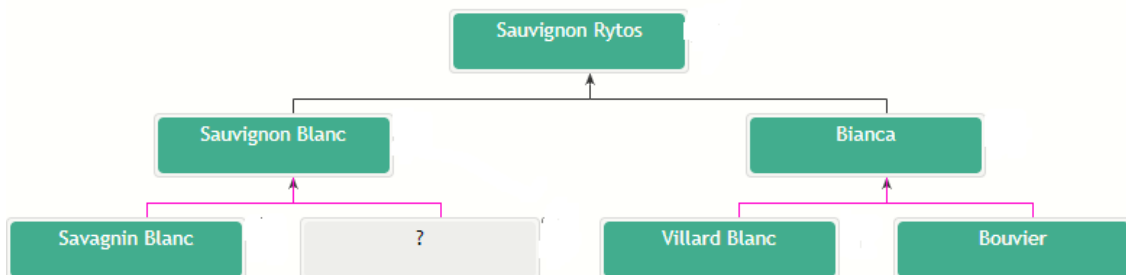 Sauvignon Rytos
Sauvignon Blanc
Bianca
Savagnin Blanc
?
Villard Blanc
Bouvier